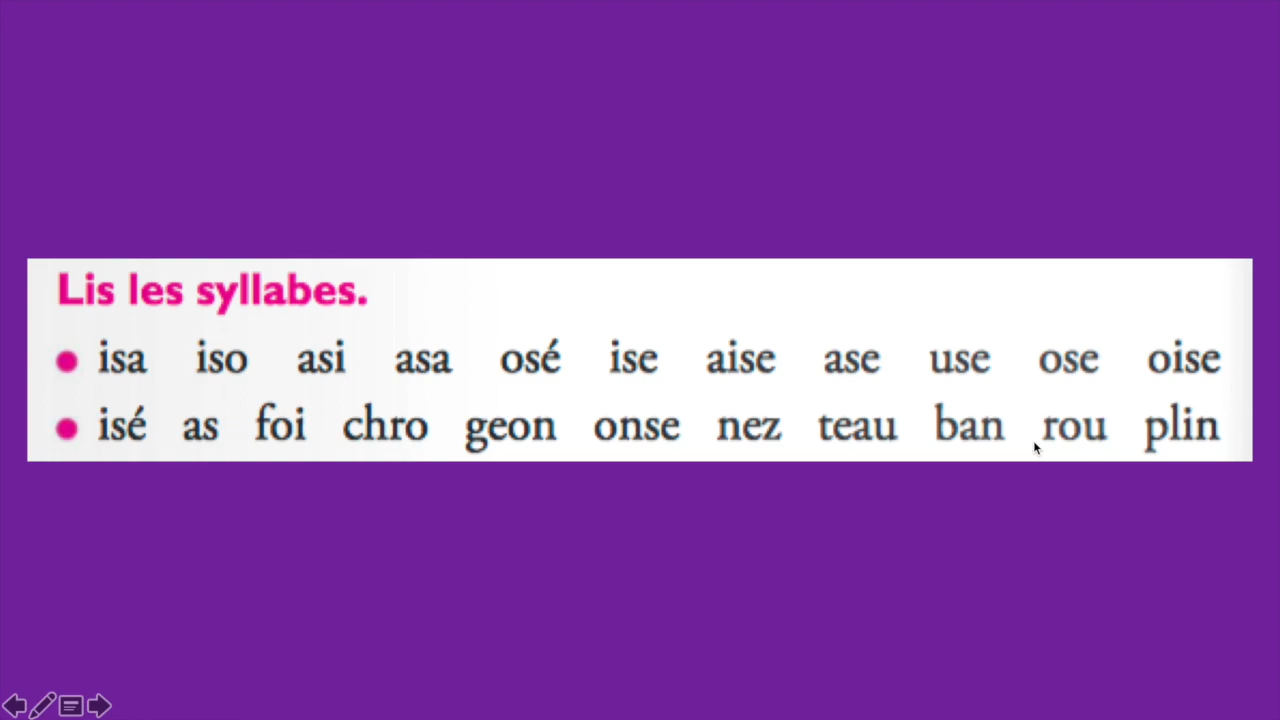 Lis les syllabes.
• isa iso asi asa osé ise aise ase use ose oise
• isé as foi chro geon onse nez teau ban rou plin